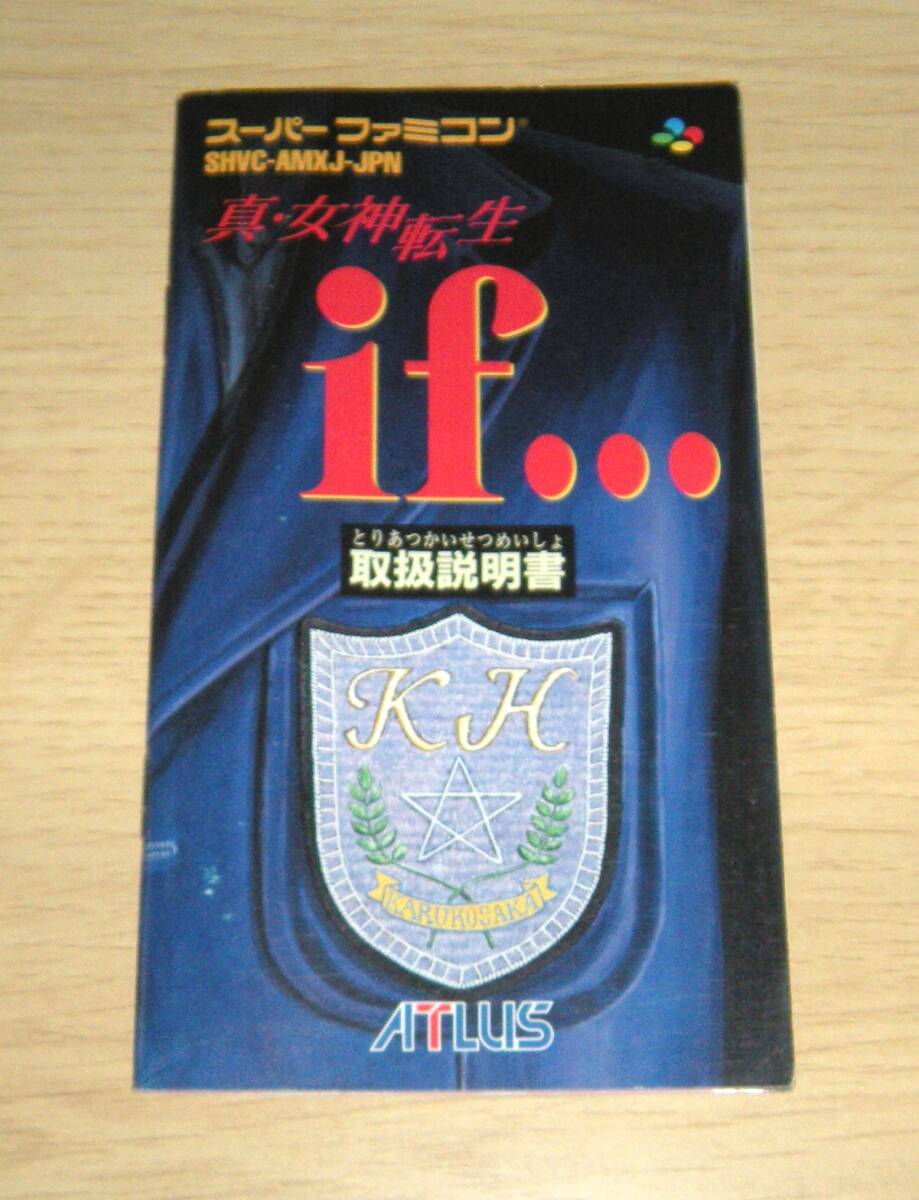 スーパーファミコン®
SHVC-AMXJ-JPN
真・女神転生
if...
とりあつかいせつめいしょ
取扱説明書
KH
KARUKOSAKA
ATLUS